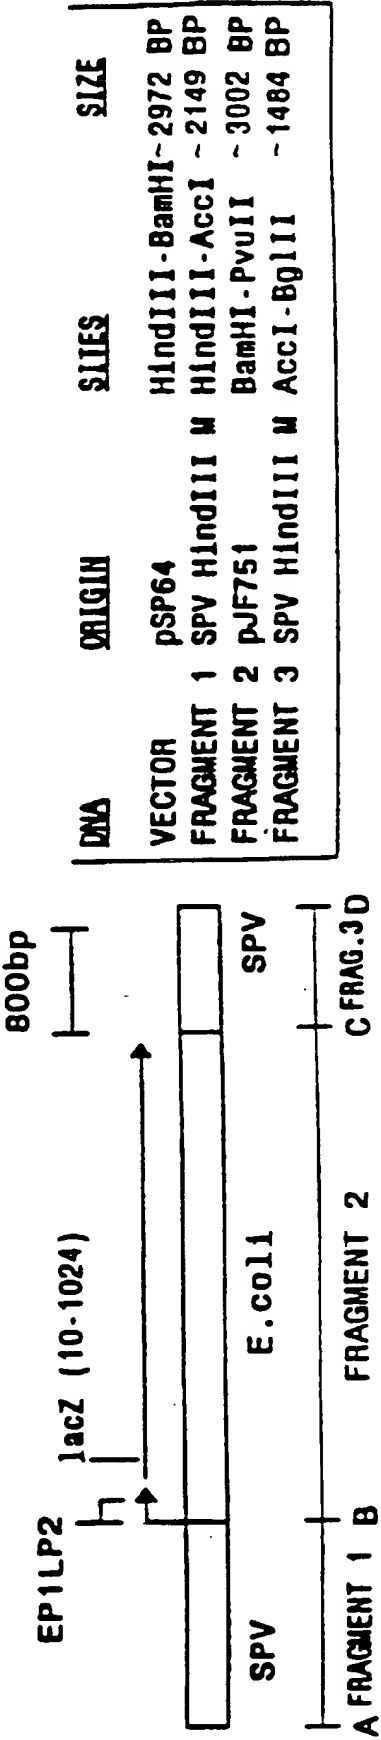 800bp
EP1LP2
lacZ (10-1024)
SPV
E.coli
SPV
A FRAGMENT 1 B
FRAGMENT 2
C FRAG.3 D
DNA ORIGIN SITES SIZE
VECTOR pSP64 HindIII-BamHI ~2972 BP
FRAGMENT 1 SPV HindIII M HindIII-AccI ~2149 BP
FRAGMENT 2 pJF751 BamHI-PvuII ~3002 BP
FRAGMENT 3 SPV HindIII M AccI-BglII ~1484 BP